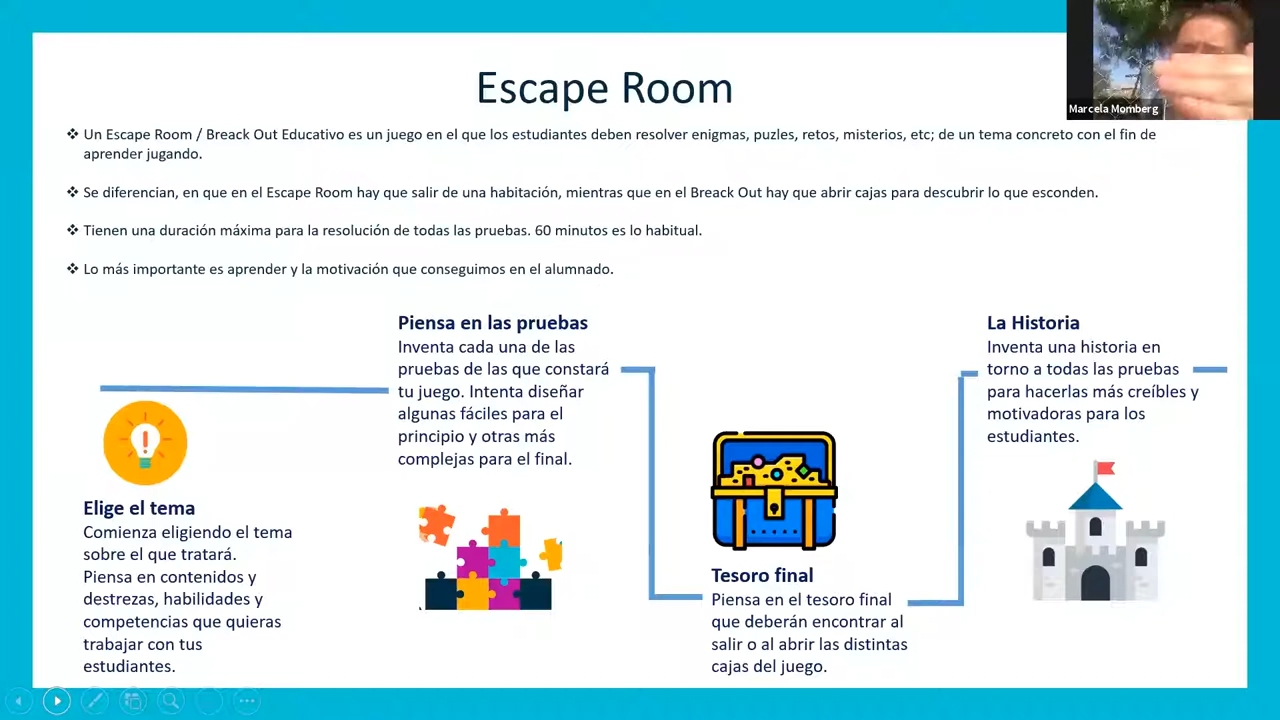 Escape Room
Marcela Momberg
❖ Un Escape Room / Breack Out Educativo es un juego en el que los estudiantes deben resolver enigmas, puzles, retos, misterios, etc; de un tema concreto con el fin de
aprender jugando.
❖ Se diferencian, en que en el Escape Room hay que salir de una habitación, mientras que en el Breack Out hay que abrir cajas para descubrir lo que esconden.
❖ Tienen una duración máxima para la resolución de todas las pruebas. 60 minutos es lo habitual.
❖ Lo más importante es aprender y la motivación que conseguimos en el alumnado.
Elige el tema
Comienza eligiendo el tema
sobre el que tratará.
Piensa en contenidos y
destrezas, habilidades y
competencias que quieras
trabajar con tus
estudiantes.
Piensa en las pruebas
Inventa cada una de las
pruebas de las que constará
tu juego. Intenta diseñar
algunas fáciles para el
principio y otras más
complejas para el final.
Tesoro final
Piensa en el tesoro final
que deberán encontrar al
salir o al abrir las distintas
cajas del juego.
La Historia
Inventa una historia en
torno a todas las pruebas
para hacerlas más creíbles y
motivadoras para los
estudiantes.